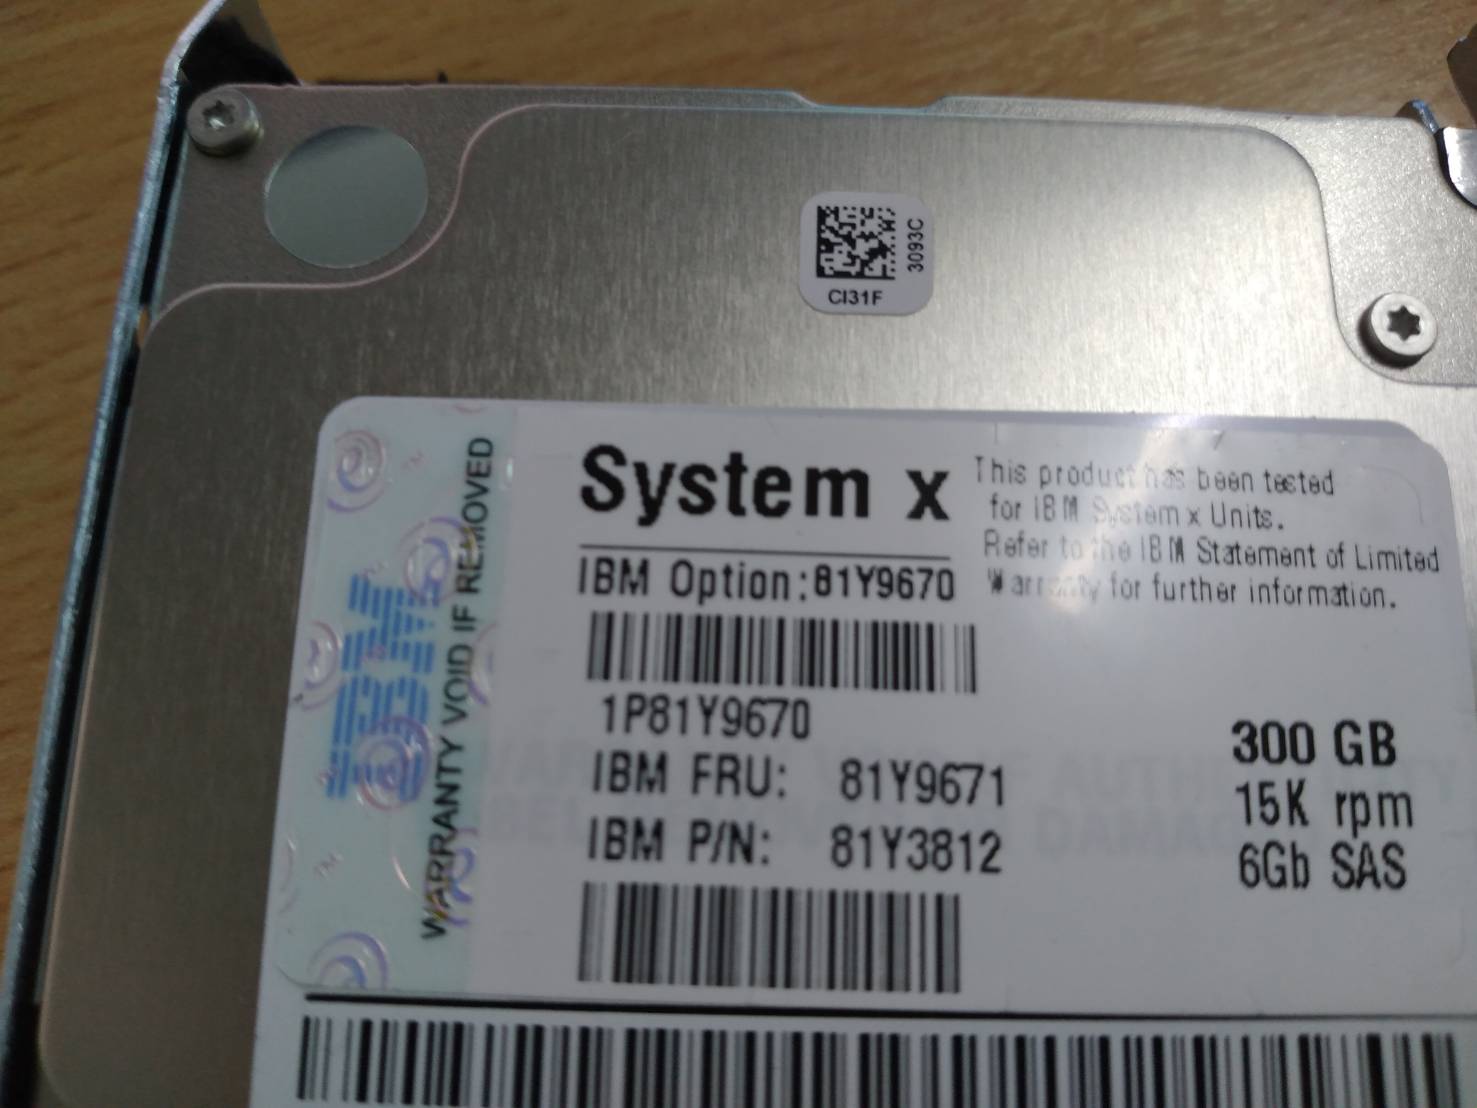 3093C
CI31F
IBM
WARRANTY VOID IF REMOVED
System x
This product has been tested
for IBM System x Units.
Refer to the IBM Statement of Limited
Warranty for further information.
IBM Option:81Y9670
1P81Y9670
IBM FRU: 81Y9671
IBM P/N: 81Y3812
300 GB
15K rpm
6Gb SAS